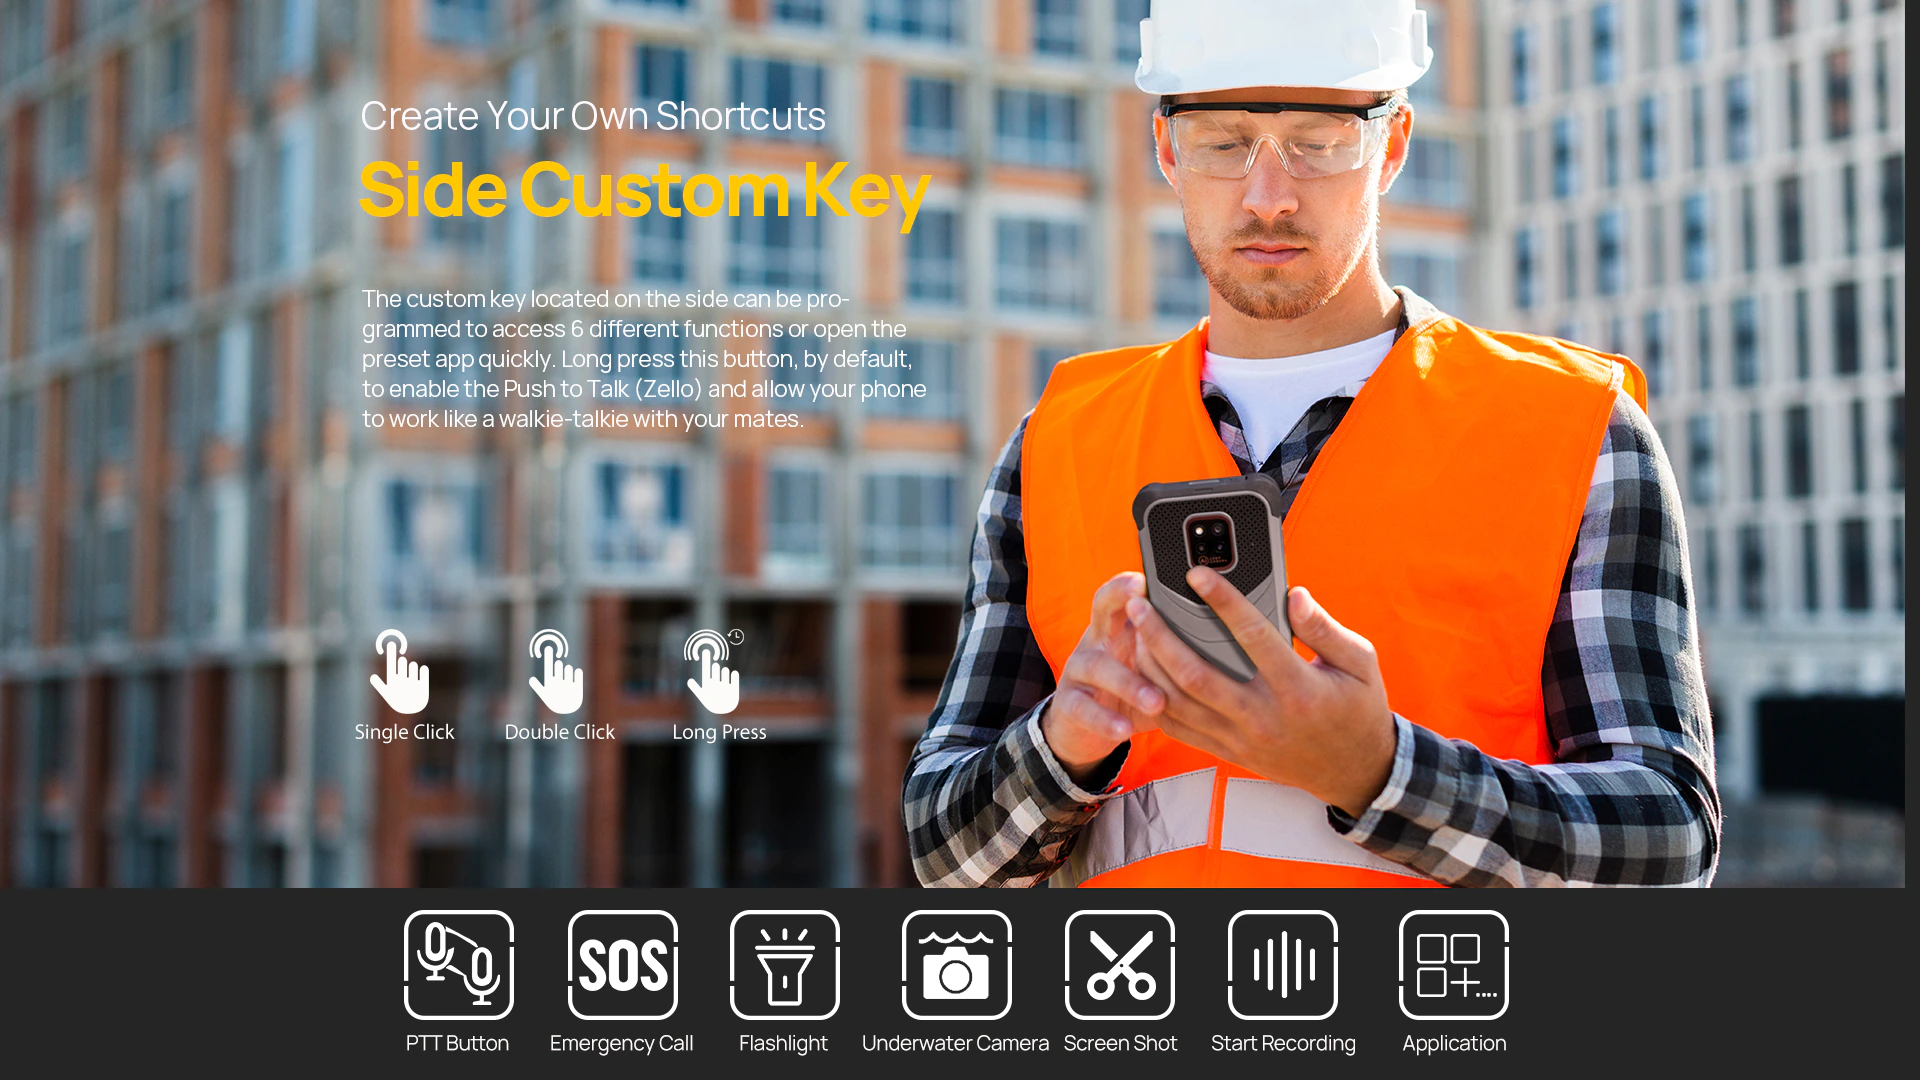 Create Your Own Shortcuts
Side Custom Key
The custom key located on the side can be pro-
grammed to access 6 different functions or open the
preset app quickly. Long press this button, by default,
to enable the Push to Talk (Zello) and allow your phone
to work like a walkie-talkie with your mates.
Single Click
Double Click
Long Press
SOS
PTT Button
Emergency Call
Flashlight
Underwater Camera
Screen Shot
Start Recording
Application